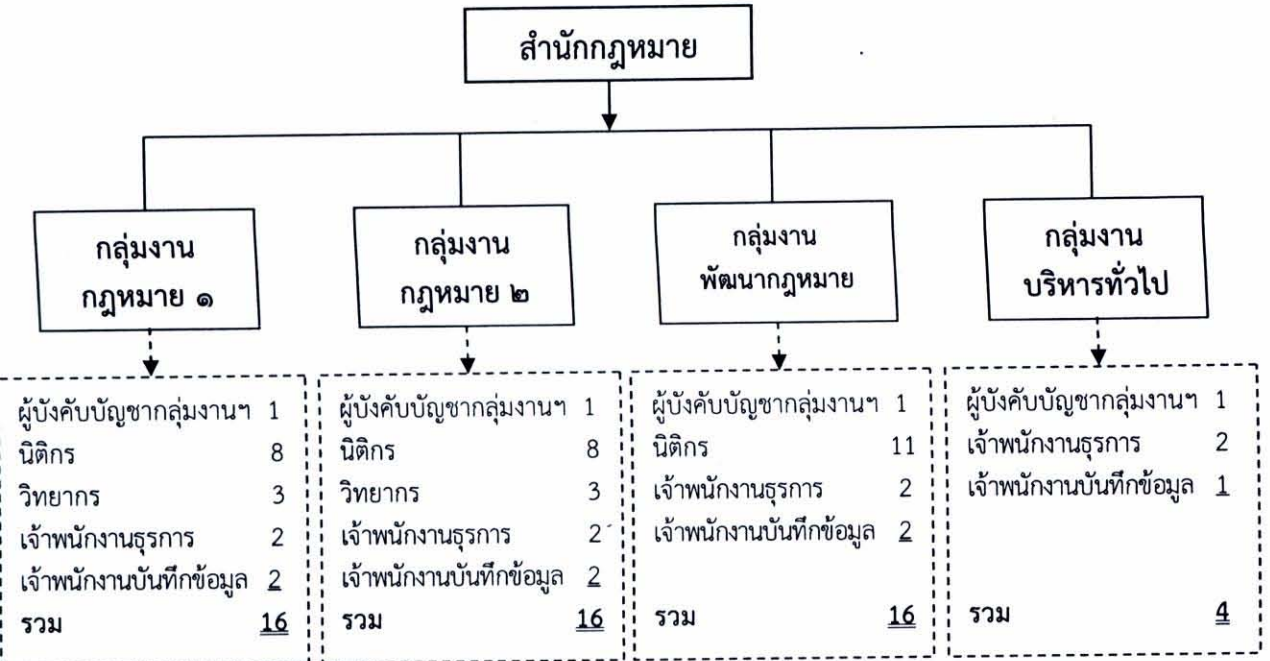 สำนักกฎหมาย
กลุ่มงาน
กฎหมาย ๑
กลุ่มงาน
กฎหมาย ๒
กลุ่มงาน
พัฒนากฎหมาย
กลุ่มงาน
บริหารทั่วไป
ผู้บังคับบัญชากลุ่มงานฯ 1
นิติกร 8
วิทยากร 3
เจ้าพนักงานธุรการ 2
เจ้าพนักงานบันทึกข้อมูล 2
รวม 16
ผู้บังคับบัญชากลุ่มงานฯ 1
นิติกร 8
วิทยากร 3
เจ้าพนักงานธุรการ 2
เจ้าพนักงานบันทึกข้อมูล 2
รวม 16
ผู้บังคับบัญชากลุ่มงานฯ 1
นิติกร 11
เจ้าพนักงานธุรการ 2
เจ้าพนักงานบันทึกข้อมูล 2
รวม 16
ผู้บังคับบัญชากลุ่มงานฯ 1
เจ้าพนักงานธุรการ 2
เจ้าพนักงานบันทึกข้อมูล 1
รวม 4